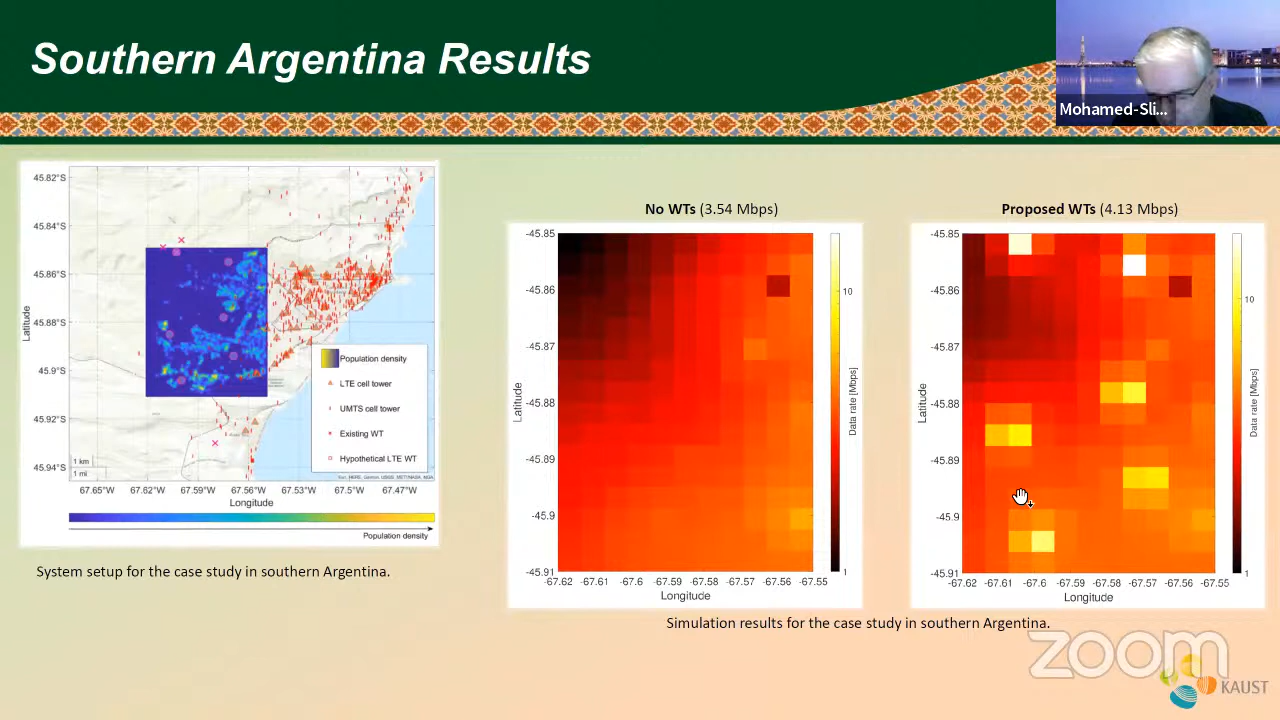 Southern Argentina Results
Mohamed-Sli...
45.82°S
45.84°S
45.86°S
45.88°S
45.9°S
45.92°S
45.94°S
Latitude
Population density
LTE cell tower
UMTS cell tower
Existing WT
Hypothetical LTE WT
1 km
1 mi
67.65°W 67.62°W 67.59°W 67.56°W 67.53°W 67.5°W 67.47°W
Longitude
Population density
System setup for the case study in southern Argentina.
No WTs (3.54 Mbps)
-45.85
-45.86
-45.87
-45.88
-45.89
-45.9
-45.91
Latitude
-67.62 -67.61 -67.6 -67.59 -67.58 -67.57 -67.56 -67.55
Longitude
10
1
Data rate [Mbps]
Proposed WTs (4.13 Mbps)
-45.85
-45.86
-45.87
-45.88
-45.89
-45.9
-45.91
Latitude
-67.62 -67.61 -67.6 -67.59 -67.58 -67.57 -67.56 -67.55
Longitude
10
1
Data rate [Mbps]
Simulation results for the case study in southern Argentina.
zoom
KAUST